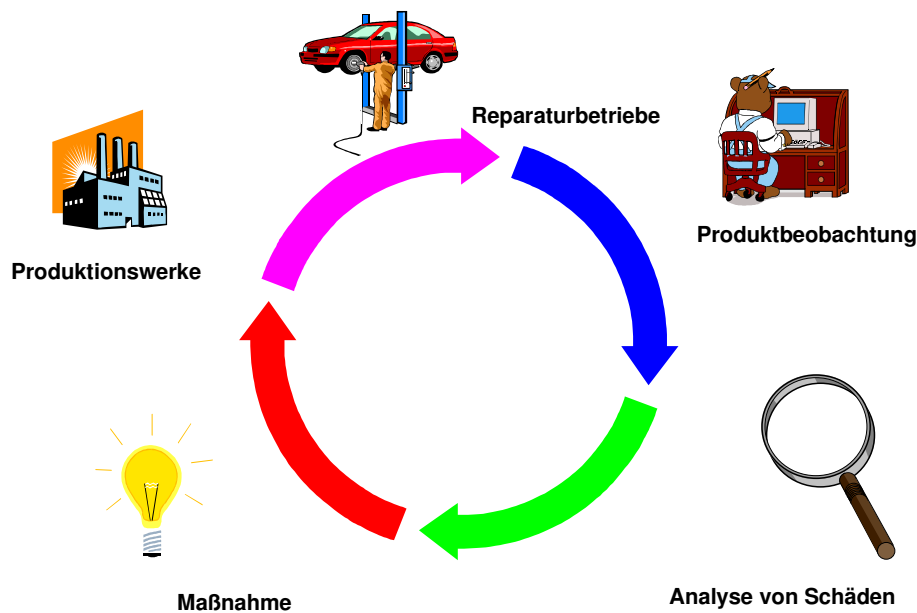 Reparaturbetriebe
Produktbeobachtung
Produktionswerke
Maßnahme
Analyse von Schäden